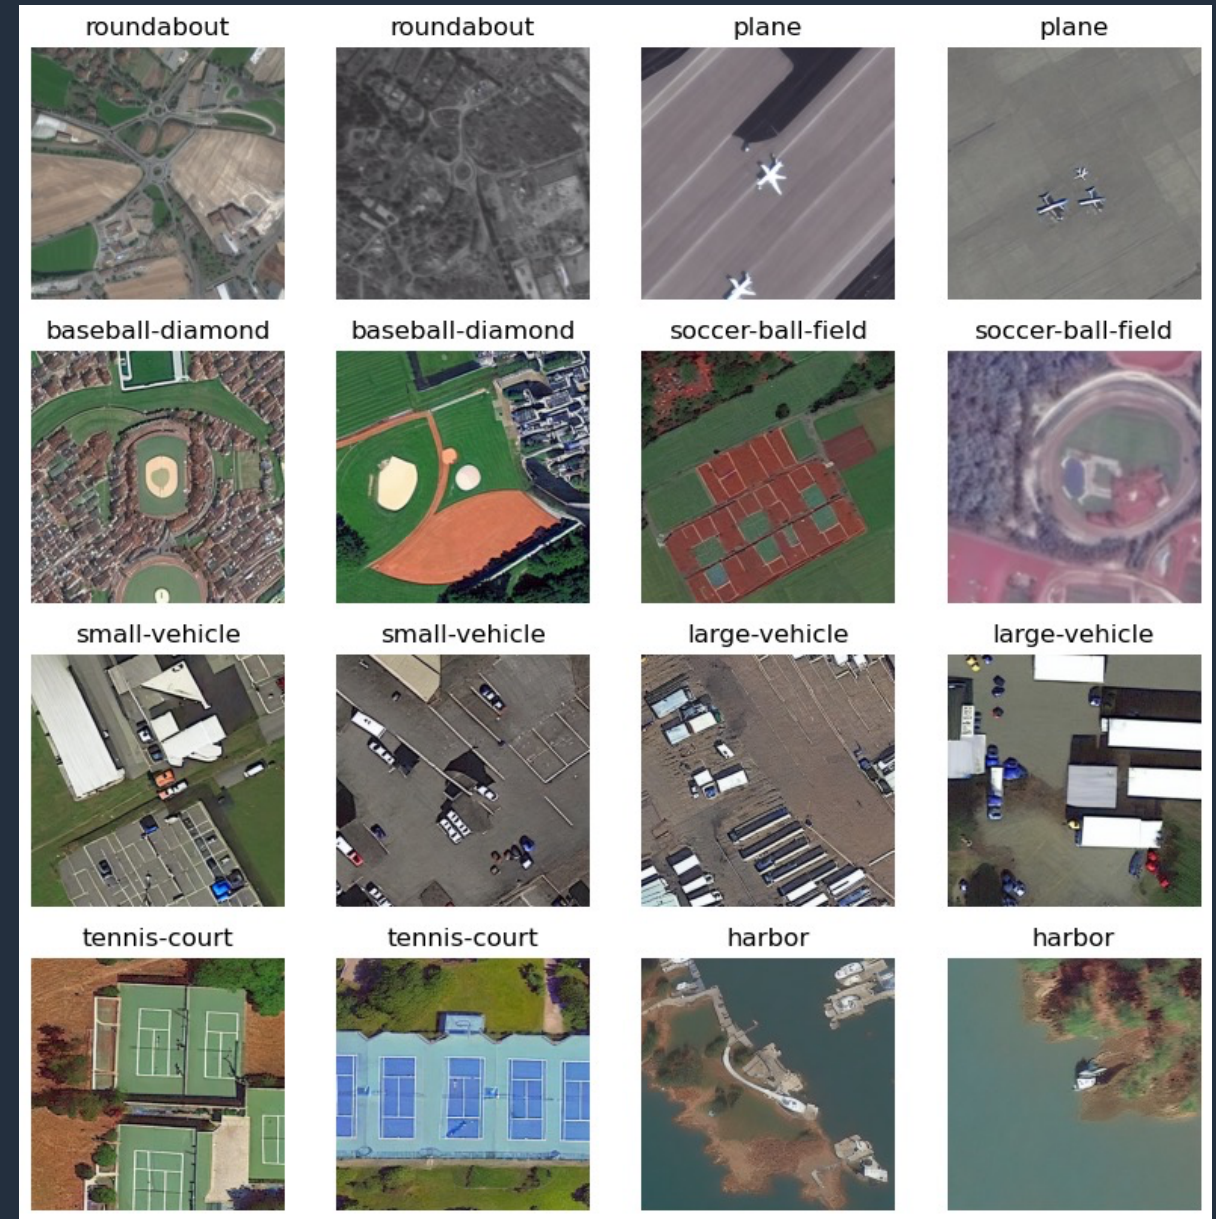 roundabout roundabout plane plane
baseball-diamond baseball-diamond soccer-ball-field soccer-ball-field
small-vehicle small-vehicle large-vehicle large-vehicle
tennis-court tennis-court harbor harbor